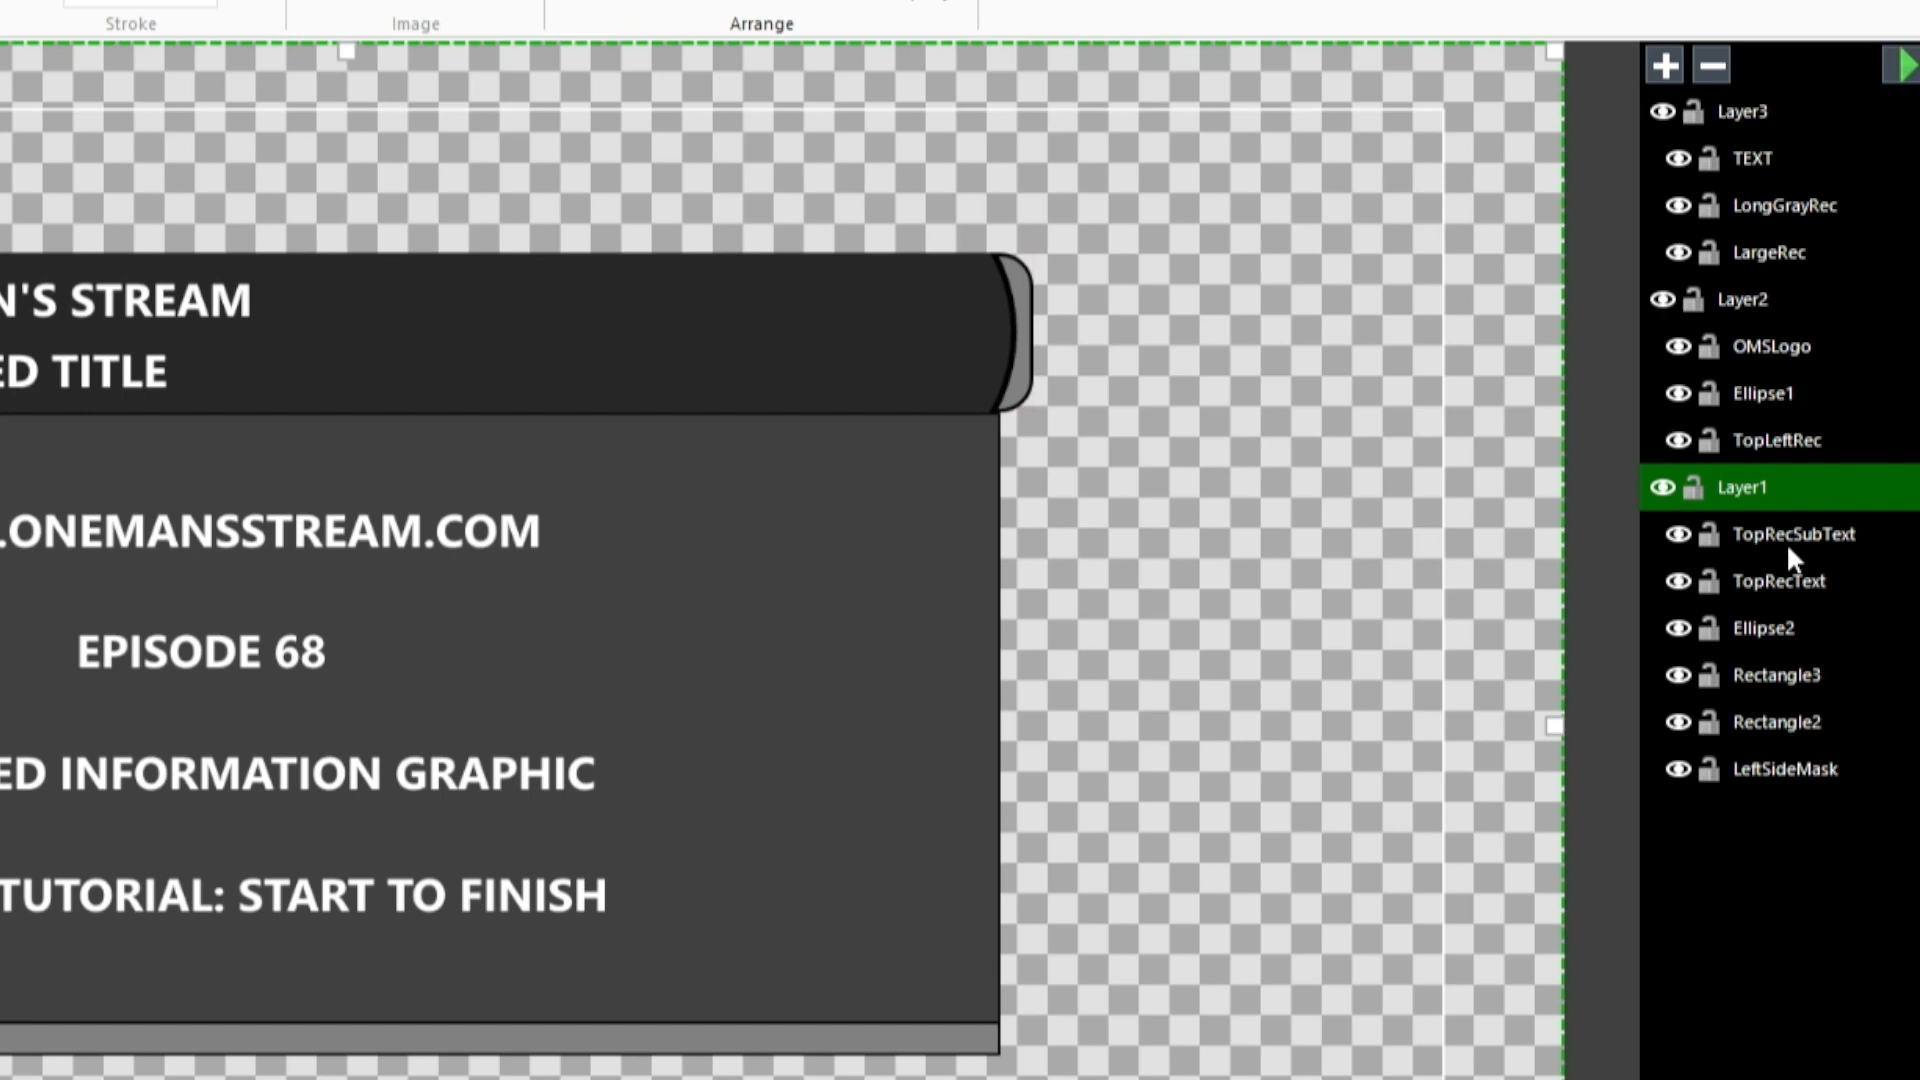 Stroke
Image
Arrange
N'S STREAM
ED TITLE
.ONEMANSSTREAM.COM
EPISODE 68
ED INFORMATION GRAPHIC
TUTORIAL: START TO FINISH
Layer3
TEXT
LongGrayRec
LargeRec
Layer2
OMSLogo
Ellipse1
TopLeftRec
Layer1
TopRecSubText
TopRecText
Ellipse2
Rectangle3
Rectangle2
LeftSideMask